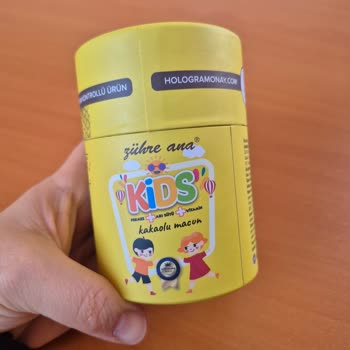 KONTROLLÜ ÜRÜN
HOLOGRAMONAY.COM
zühre ana®
KiDS
kakaolu macun